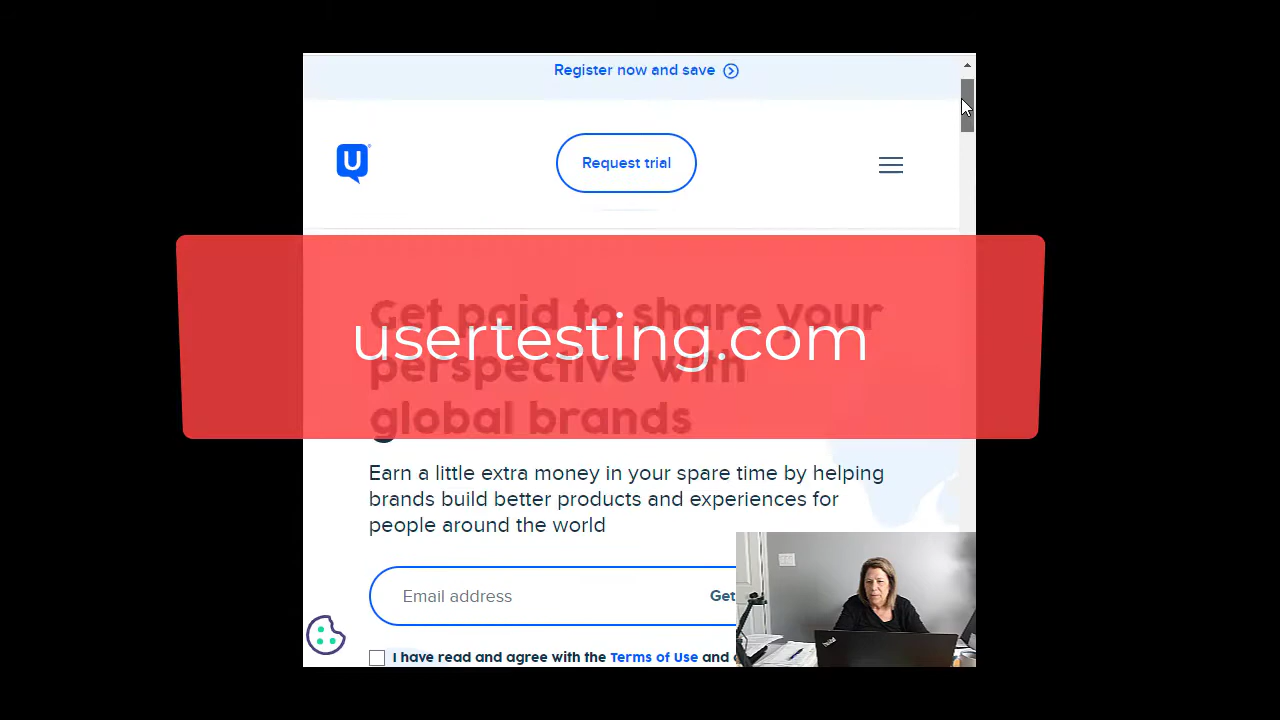 Register now and save
U
Request trial
Get paid to share your
usertesting.com
perspective with
global brands
Earn a little extra money in your spare time by helping
brands build better products and experiences for
people around the world
Email address Get
I have read and agree with the Terms of Use and